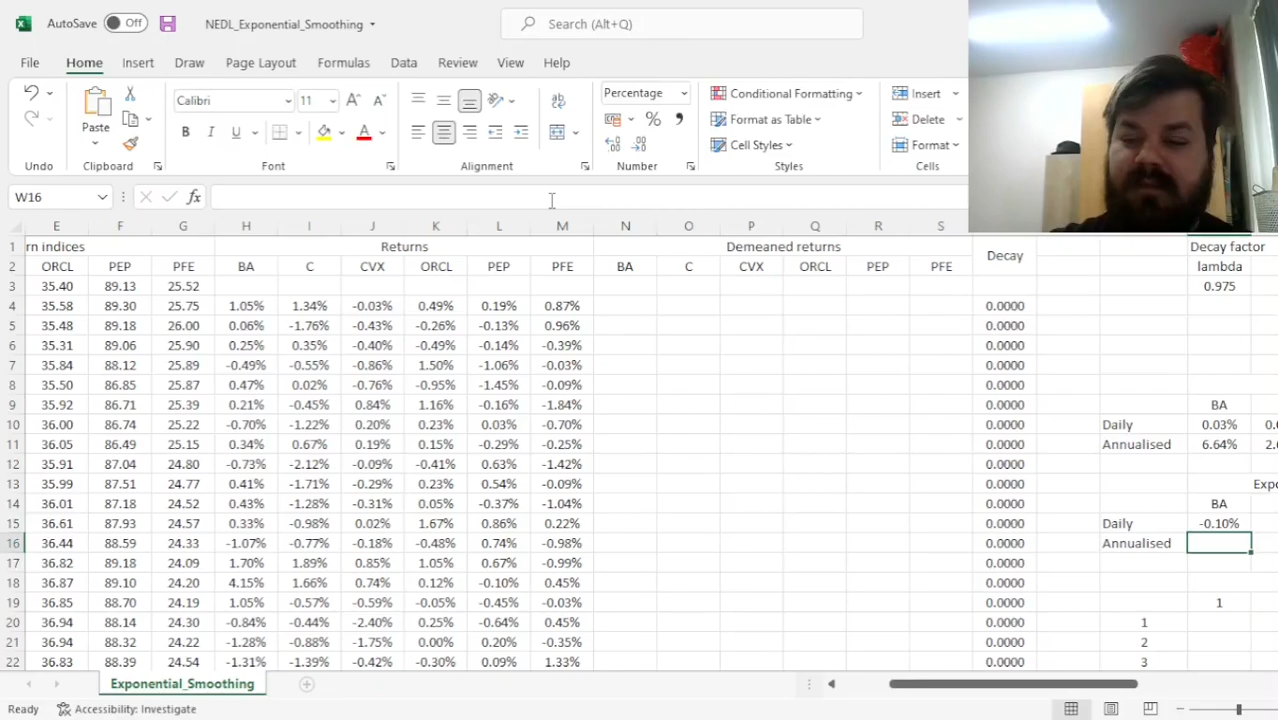 AutoSave Off NEDL_Exponential_Smoothing Search (Alt+Q)
File Home Insert Draw Page Layout Formulas Data Review View Help
Calibri 11 Percentage Conditional Formatting Insert
Paste B I U A % Format as Table Delete
Cell Styles Format
Undo Clipboard Font Alignment Number Styles Cells
W16 fx
E F G H I J K L M N O P Q R S
1 rn indices Returns Demeaned returns Decay Decay factor
2 ORCL PEP PFE BA C CVX ORCL PEP PFE BA C CVX ORCL PEP PFE lambda
3 35.40 89.13 25.52 0.975
4 35.58 89.30 25.75 1.05% 1.34% -0.03% 0.49% 0.19% 0.87% 0.0000
5 35.48 89.18 26.00 0.06% -1.76% -0.43% -0.26% -0.13% 0.96% 0.0000
6 35.31 89.06 25.90 0.25% 0.35% -0.40% -0.49% -0.14% -0.39% 0.0000
7 35.84 88.12 25.89 -0.49% -0.55% -0.86% 1.50% -1.06% -0.03% 0.0000
8 35.50 86.85 25.87 0.47% 0.02% -0.76% -0.95% -1.45% -0.09% 0.0000
9 35.92 86.71 25.39 0.21% -0.45% 0.84% 1.16% -0.16% -1.84% 0.0000 BA
10 36.00 86.74 25.22 -0.70% -1.22% 0.20% 0.23% 0.03% -0.70% 0.0000 Daily 0.03% 0.0
11 36.05 86.49 25.15 0.34% 0.67% 0.19% 0.15% -0.29% -0.25% 0.0000 Annualised 6.64% 2.6
12 35.91 87.04 24.80 -0.73% -2.12% -0.09% -0.41% 0.63% -1.42% 0.0000
13 35.99 87.51 24.77 0.41% -1.71% -0.29% 0.23% 0.54% -0.09% 0.0000 Expo
14 36.01 87.18 24.52 0.43% -1.28% -0.31% 0.05% -0.37% -1.04% 0.0000 BA
15 36.61 87.93 24.57 0.33% -0.98% 0.02% 1.67% 0.86% 0.22% 0.0000 Daily -0.10%
16 36.44 88.59 24.33 -1.07% -0.77% -0.18% -0.48% 0.74% -0.98% 0.0000 Annualised
17 36.82 89.18 24.09 1.70% 1.89% 0.85% 1.05% 0.67% -0.99% 0.0000
18 36.87 89.10 24.20 4.15% 1.66% 0.74% 0.12% -0.10% 0.45% 0.0000
19 36.85 88.70 24.19 1.05% -0.57% -0.59% -0.05% -0.45% -0.03% 0.0000 1
20 36.94 88.14 24.30 -0.84% -0.44% -2.40% 0.25% -0.64% 0.45% 0.0000 1
21 36.94 88.32 24.22 -1.28% -0.88% -1.75% 0.00% 0.20% -0.35% 0.0000 2
22 36.83 88.39 24.54 -1.31% -1.39% -0.42% -0.30% 0.09% 1.33% 0.0000 3
Exponential_Smoothing
Ready Accessibility: Investigate